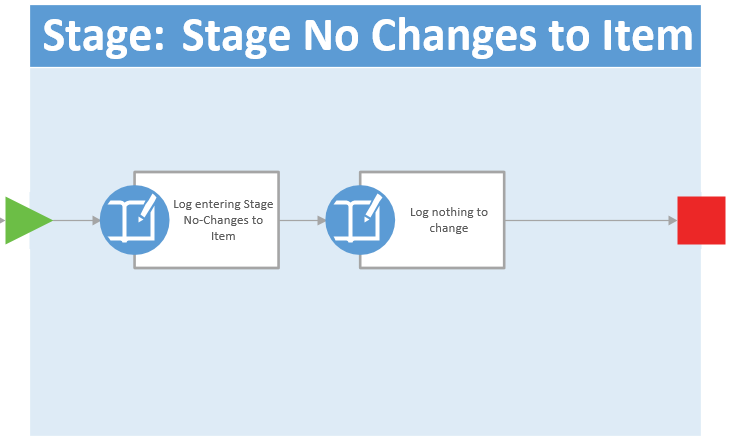 Stage: Stage No Changes to Item
Log entering Stage
No-Changes to
Item
Log nothing to
change